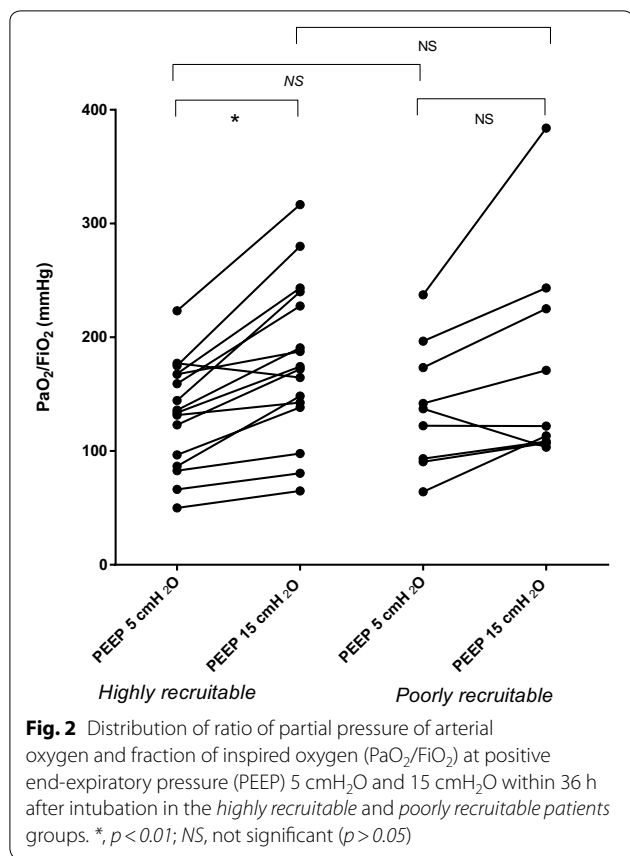 NS
NS
*
NS
400
300
200
100
0
PaO₂/FiO₂ (mmHg)
PEEP 5 cmH₂O
PEEP 15 cmH₂O
PEEP 5 cmH₂O
PEEP 15 cmH₂O
Highly recruitable
Poorly recruitable
Fig. 2 Distribution of ratio of partial pressure of arterial
oxygen and fraction of inspired oxygen (PaO₂/FiO₂) at positive
end-expiratory pressure (PEEP) 5 cmH₂O and 15 cmH₂O within 36 h
after intubation in the highly recruitable and poorly recruitable patients
groups. *, p < 0.01; NS, not significant (p > 0.05)